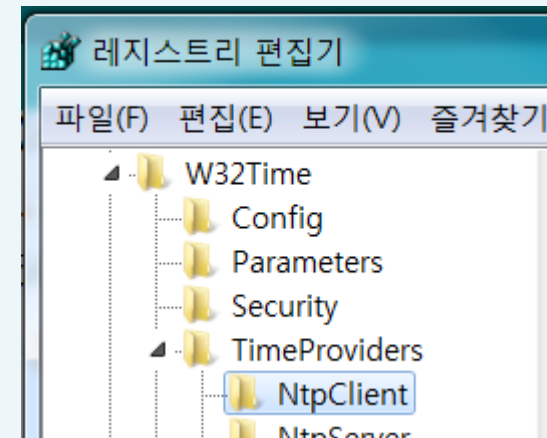 레지스트리 편집기
파일(F) 편집(E) 보기(V) 즐겨찾기
W32Time
Config
Parameters
Security
TimeProviders
NtpClient
NtpServer